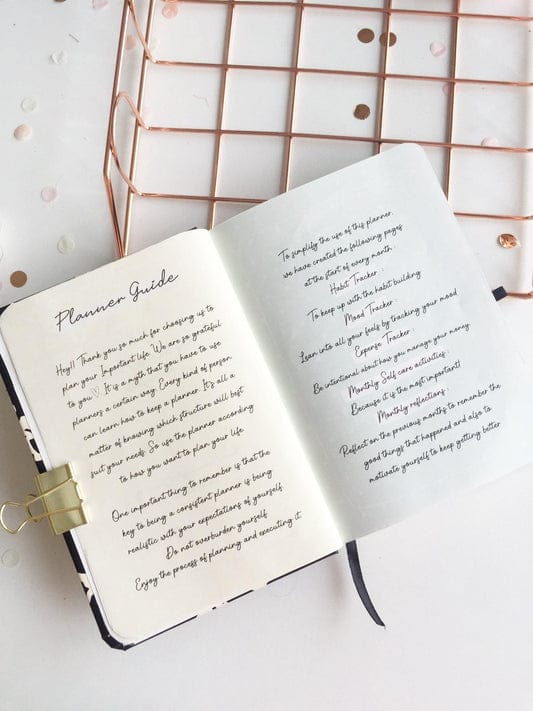 Planner Guide
Hey!! Thank you so much for choosing us to
plan your Important life. We are so grateful
to you ♡ It is a myth that you have to use
planners a certain way. Every kind of person
can learn how to keep a planner. It's all a
matter of knowing which structure will best
suit your needs. So use the planner according
to how you want to plan your life.
One important thing to remember is that the
key to being a consistent planner is being
realistic with your expectations of yourself.
Do not overburden yourself.
Enjoy the process of planning and executing it.
To simplify the use of this planner,
we have created the following pages
at the start of every month :
Habit Tracker :
To keep up with the habit building
Mood Tracker :
Lean into all your feels by tracking your mood
Expense Tracker :
Be intentional about how you manage your money
Monthly Self care activities :
Because it is the most important!
Monthly reflections :
Reflect on the previous months to remember the
good things that happened and also to
motivate yourself to keep getting better.